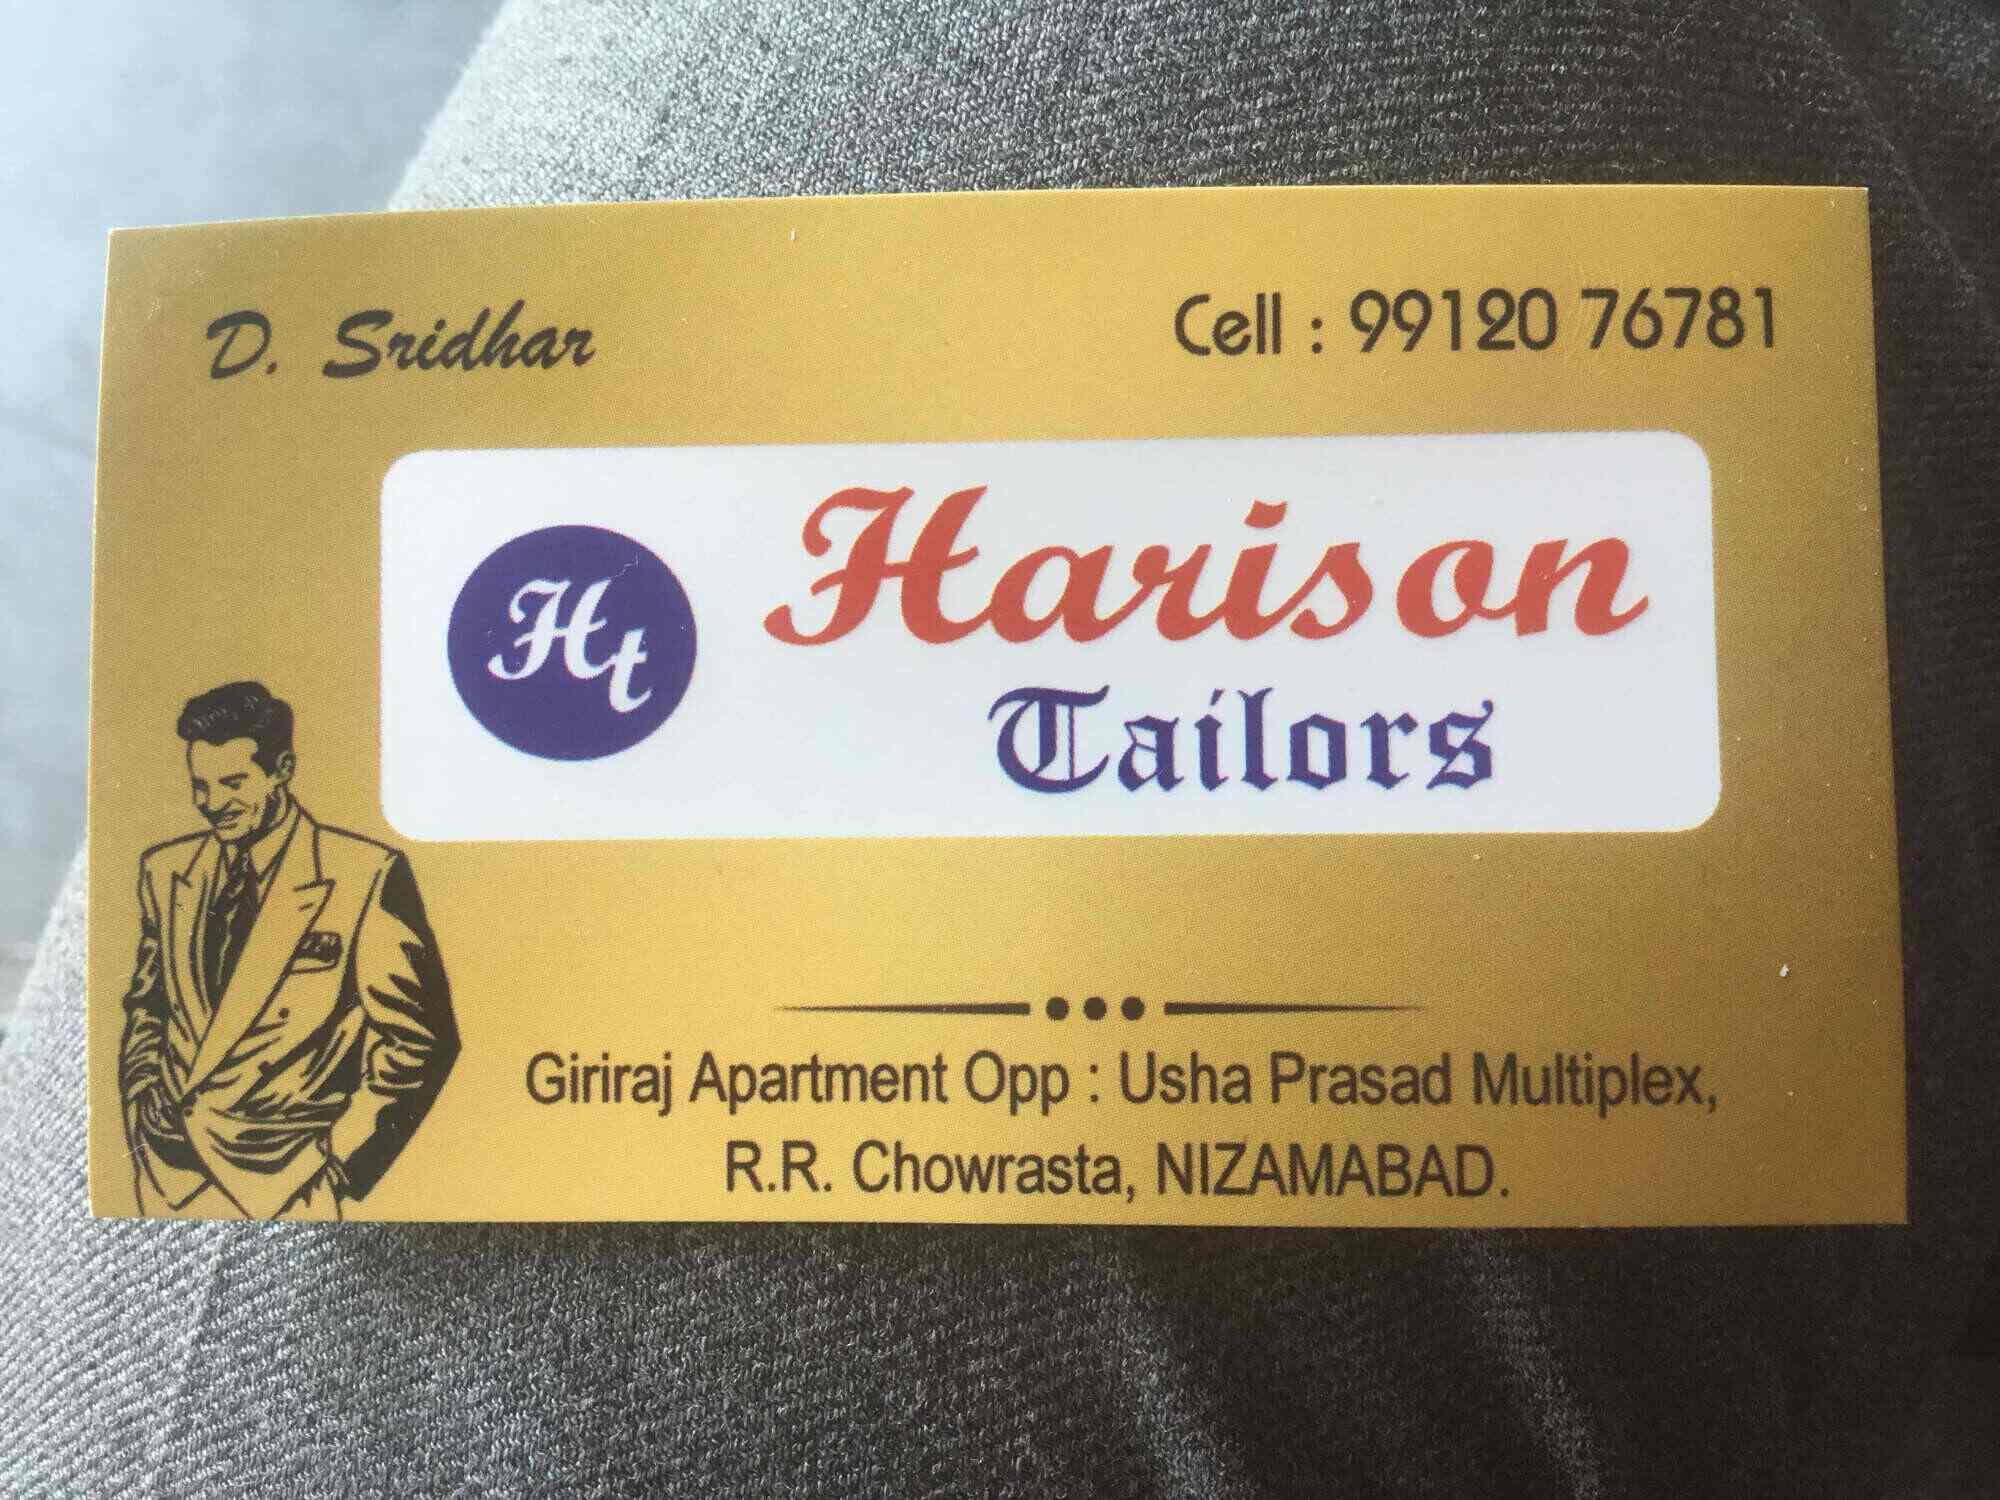 D. Sridhar
Cell : 99120 76781
Ht
Harison
Tailors
Giriraj Apartment Opp : Usha Prasad Multiplex,
R.R. Chowrasta, NIZAMABAD.